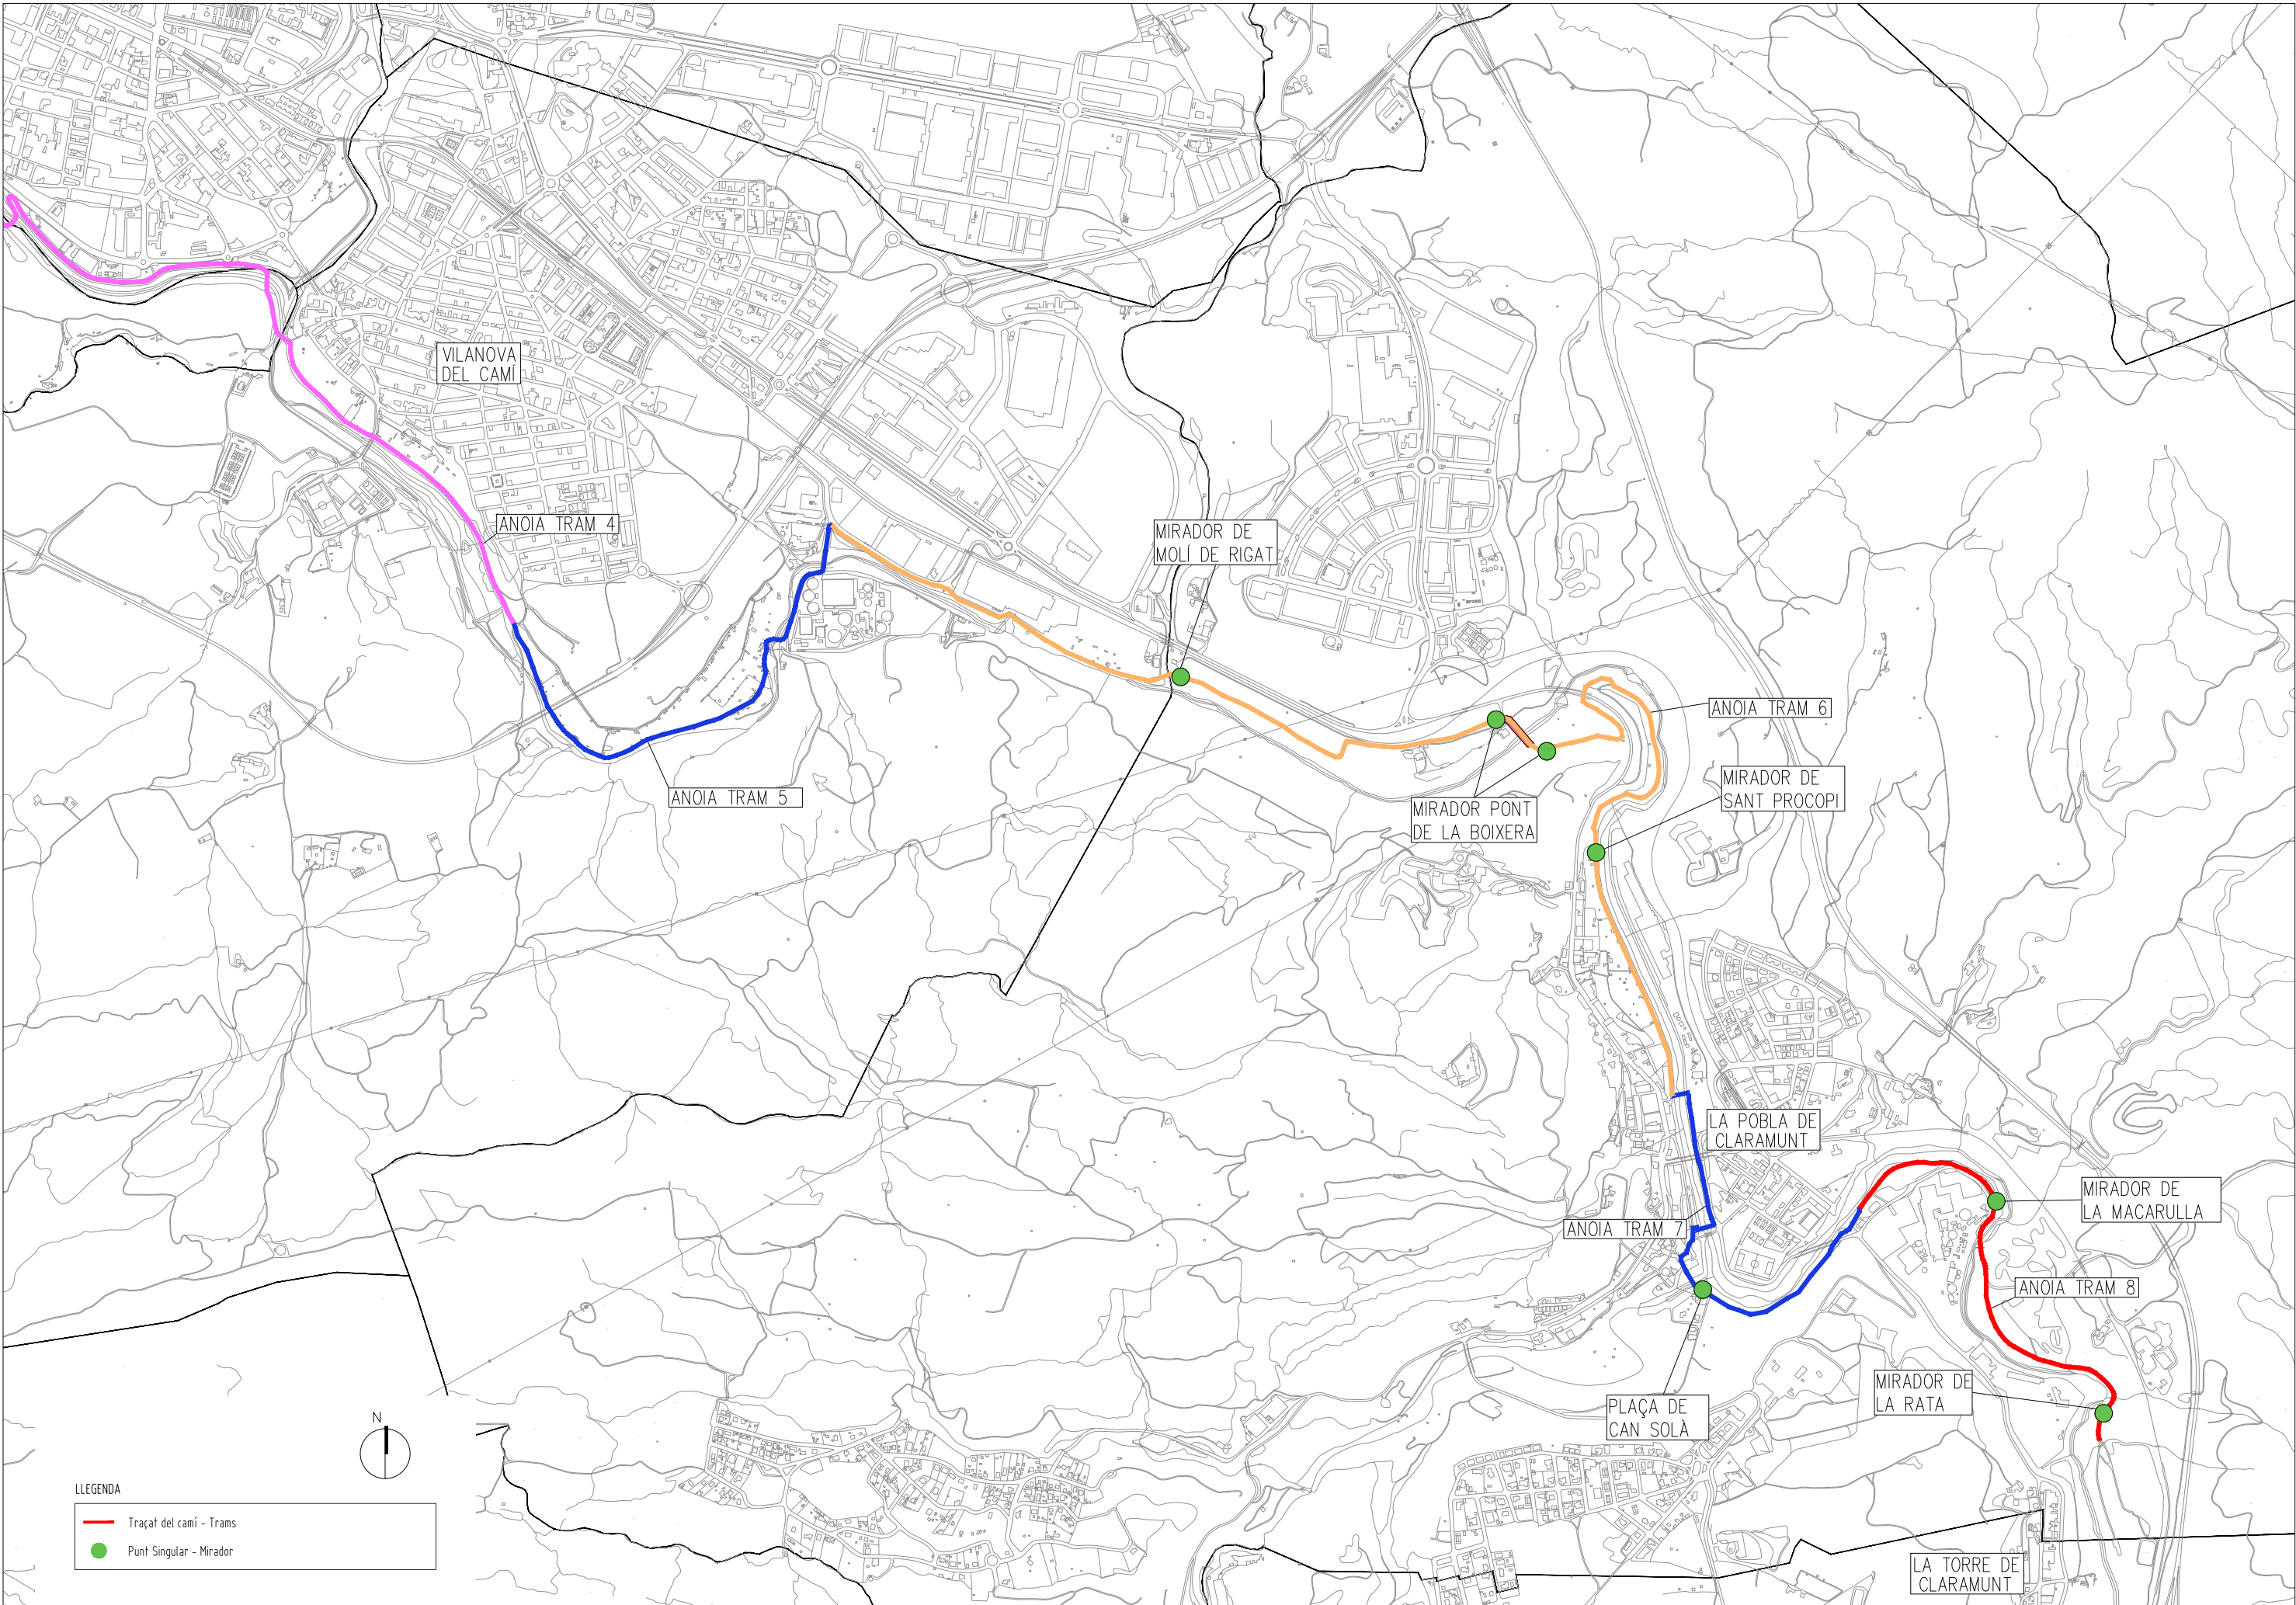 VILANOVA
DEL CAMÍ
ANOIA TRAM 4
MIRADOR DE
MOLÍ DE RIGAT
ANOIA TRAM 6
MIRADOR DE
SANT PROCOPI
ANOIA TRAM 5
MIRADOR PONT
DE LA BOIXERA
LA POBLA DE
CLARAMUNT
MIRADOR DE
LA MACARULLA
ANOIA TRAM 7
ANOIA TRAM 8
MIRADOR DE
LA RATA
PLAÇA DE
CAN SOLÀ
N
LLEGENDA
Traçat del camí - Trams
Punt Singular - Mirador
LA TORRE DE
CLARAMUNT